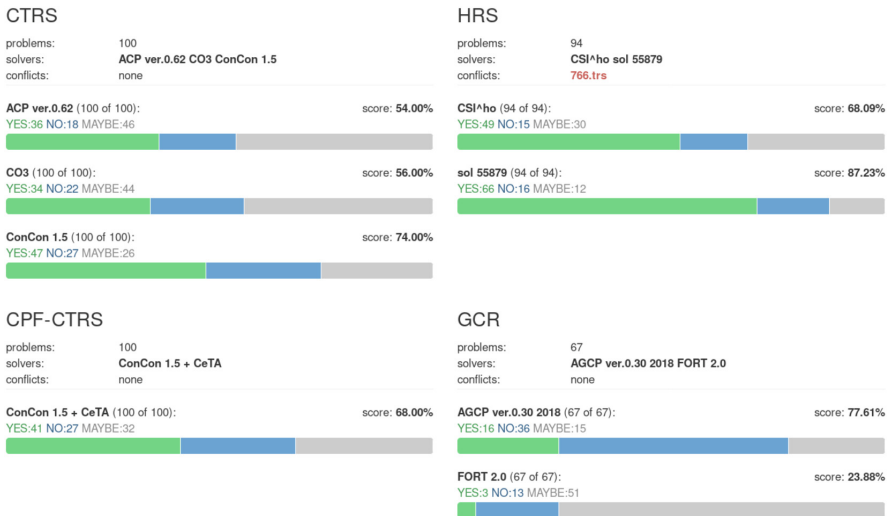 CTRS
problems: 100
solvers: ACP ver.0.62 CO3 ConCon 1.5
conflicts: none
ACP ver.0.62 (100 of 100): score: 54.00%
YES:36 NO:18 MAYBE:46
CO3 (100 of 100): score: 56.00%
YES:34 NO:22 MAYBE:44
ConCon 1.5 (100 of 100): score: 74.00%
YES:47 NO:27 MAYBE:26
HRS
problems: 94
solvers: CSI^ho sol 55879
conflicts: 766.trs
CSI^ho (94 of 94): score: 68.09%
YES:49 NO:15 MAYBE:30
sol 55879 (94 of 94): score: 87.23%
YES:66 NO:16 MAYBE:12
CPF-CTRS
problems: 100
solvers: ConCon 1.5 + CeTA
conflicts: none
ConCon 1.5 + CeTA (100 of 100): score: 68.00%
YES:41 NO:27 MAYBE:32
GCR
problems: 67
solvers: AGCP ver.0.30 2018 FORT 2.0
conflicts: none
AGCP ver.0.30 2018 (67 of 67): score: 77.61%
YES:16 NO:36 MAYBE:15
FORT 2.0 (67 of 67): score: 23.88%
YES:3 NO:13 MAYBE:51